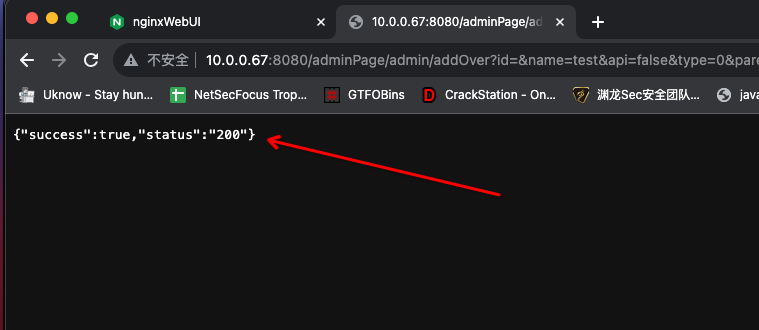 nginxWebUI
10.0.0.67:8080/adminPage/ad
不安全
10.0.0.67:8080/adminPage/admin/addOver?id=&name=test&api=false&type=0&pare
Uknow - Stay hun...
NetSecFocus Trop...
GTFOBins
CrackStation - On...
渊龙Sec安全团队...
java
{"success":true,"status":"200"}